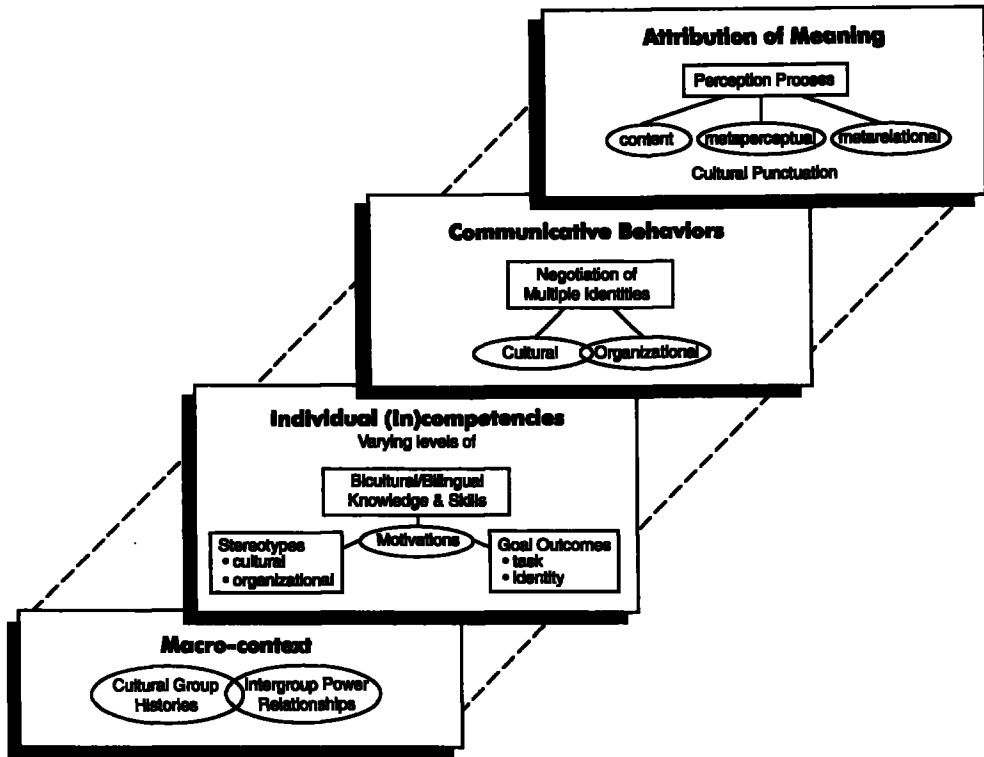 Attribution of Meaning
Perception Process
content
metaperceptual
metarelational
Cultural Punctuation
Communicative Behaviors
Negotiation of
Multiple Identities
Cultural
Organizational
Individual (In)competencies
Varying levels of
Bicultural/Bilingual
Knowledge & Skills
Motivations
Stereotypes
• cultural
• organizational
Goal Outcomes
• task
• identity
Macro-context
Cultural Group
Histories
Intergroup Power
Relationships